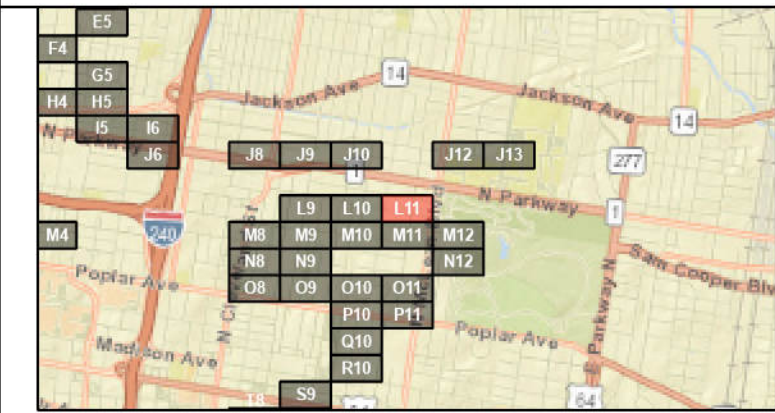 E5
F4
14
G5
Jackson Ave
H4 H5
Jackson Ave
14
I5 I6
N Parkway
J6 J8 J9 J10 J12 J13
277
1
N Parkway
L9 L10 L11
1
M4
240
M8 M9 M10 M11 M12
N8 N9 N12
Sam Cooper Blv
Poplar Ave
O8 O9 O10 O11
P10 P11
Poplar Ave
Q10
Madison Ave
R10
S9
64